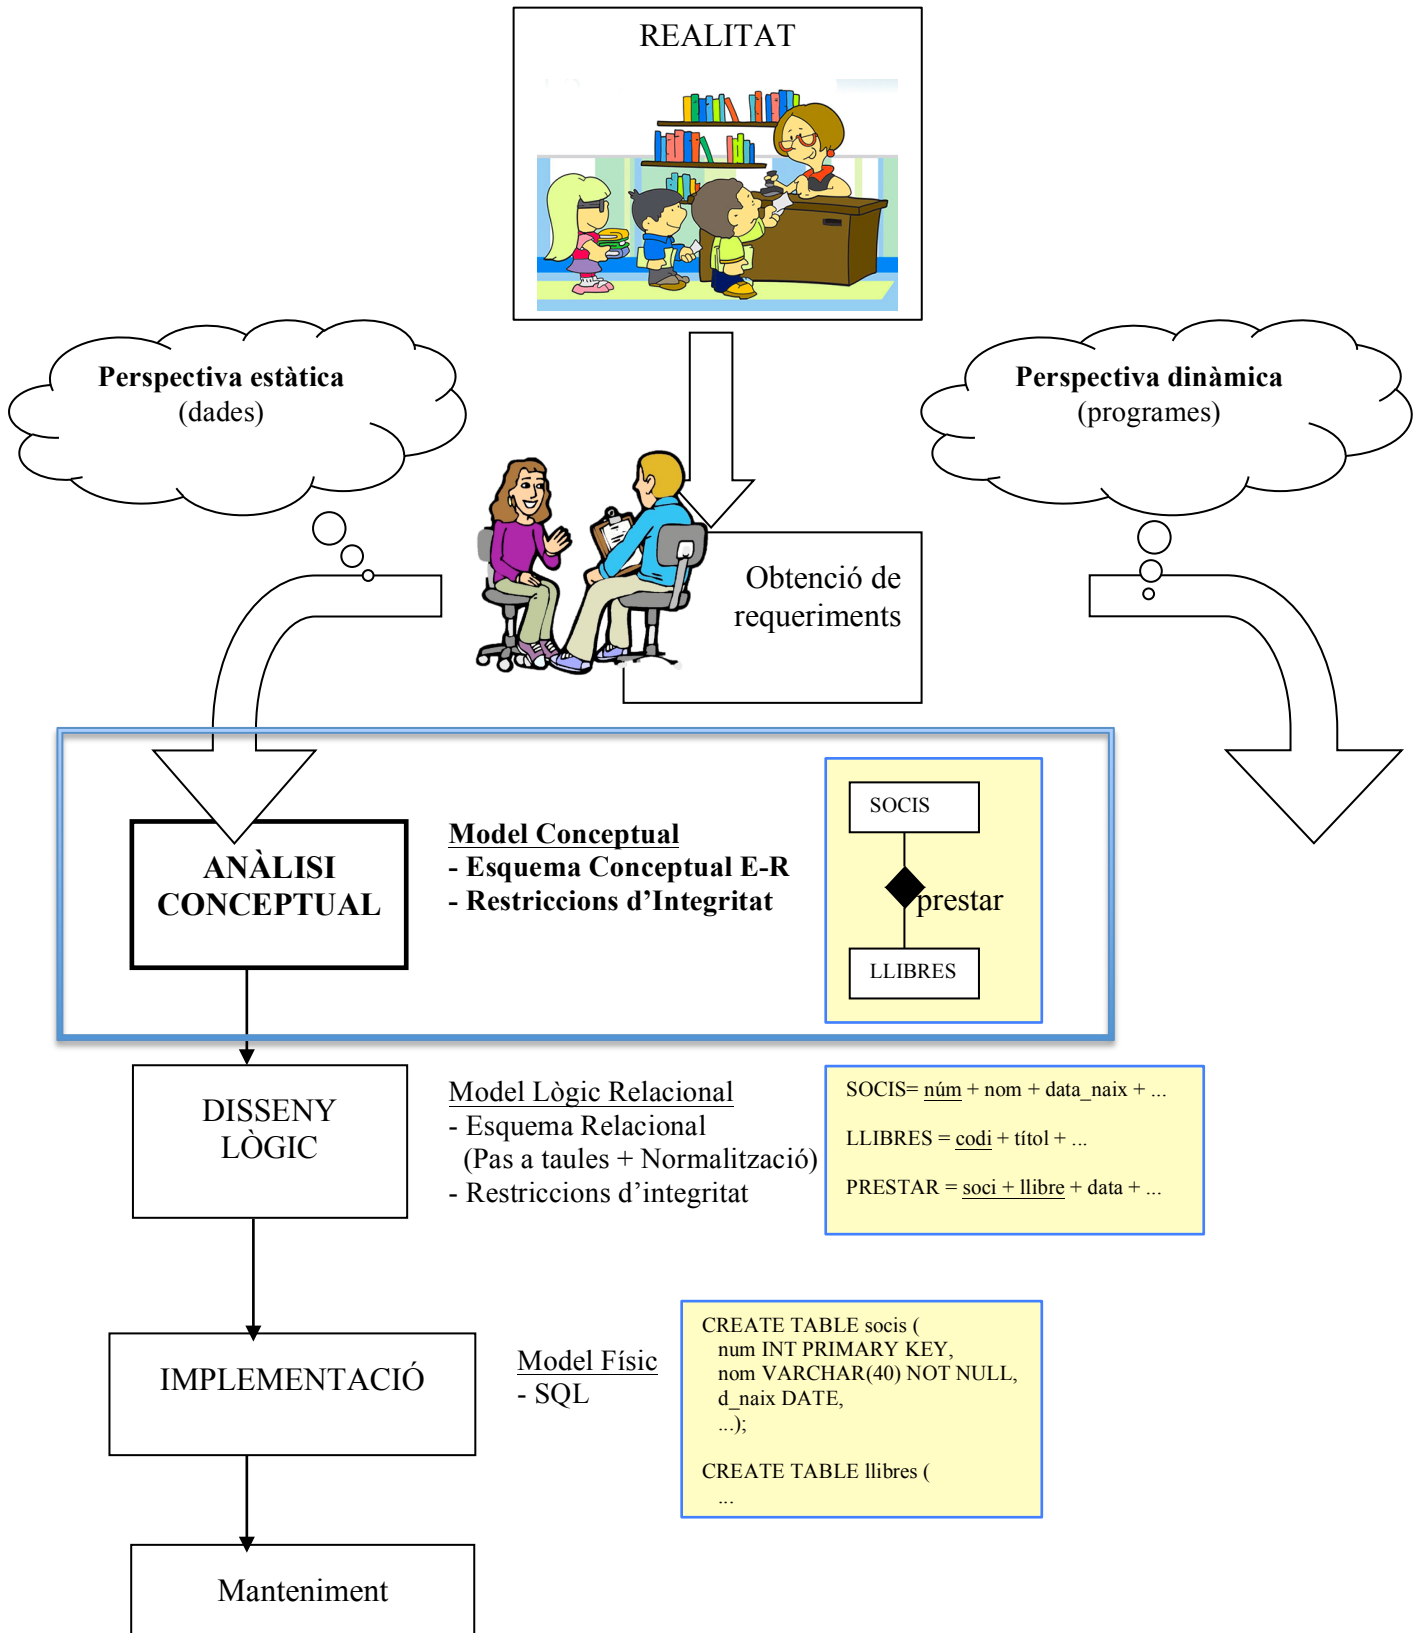 REALITAT
Perspectiva estàtica
(dades)
Perspectiva dinàmica
(programes)
Obtenció de
requeriments
ANÀLISI
CONCEPTUAL
Model Conceptual
- Esquema Conceptual E-R
- Restriccions d’Integritat
SOCIS
prestar
LLIBRES
DISSENY
LÒGIC
Model Lògic Relacional
- Esquema Relacional
(Pas a taules + Normalització)
- Restriccions d’integritat
SOCIS= núm + nom + data_naix + ...
LLIBRES = codi + títol + ...
PRESTAR = soci + llibre + data + ...
IMPLEMENTACIÓ
Model Físic
- SQL
CREATE TABLE socis (
num INT PRIMARY KEY,
nom VARCHAR(40) NOT NULL,
d_naix DATE,
...);
CREATE TABLE llibres (
...
Manteniment